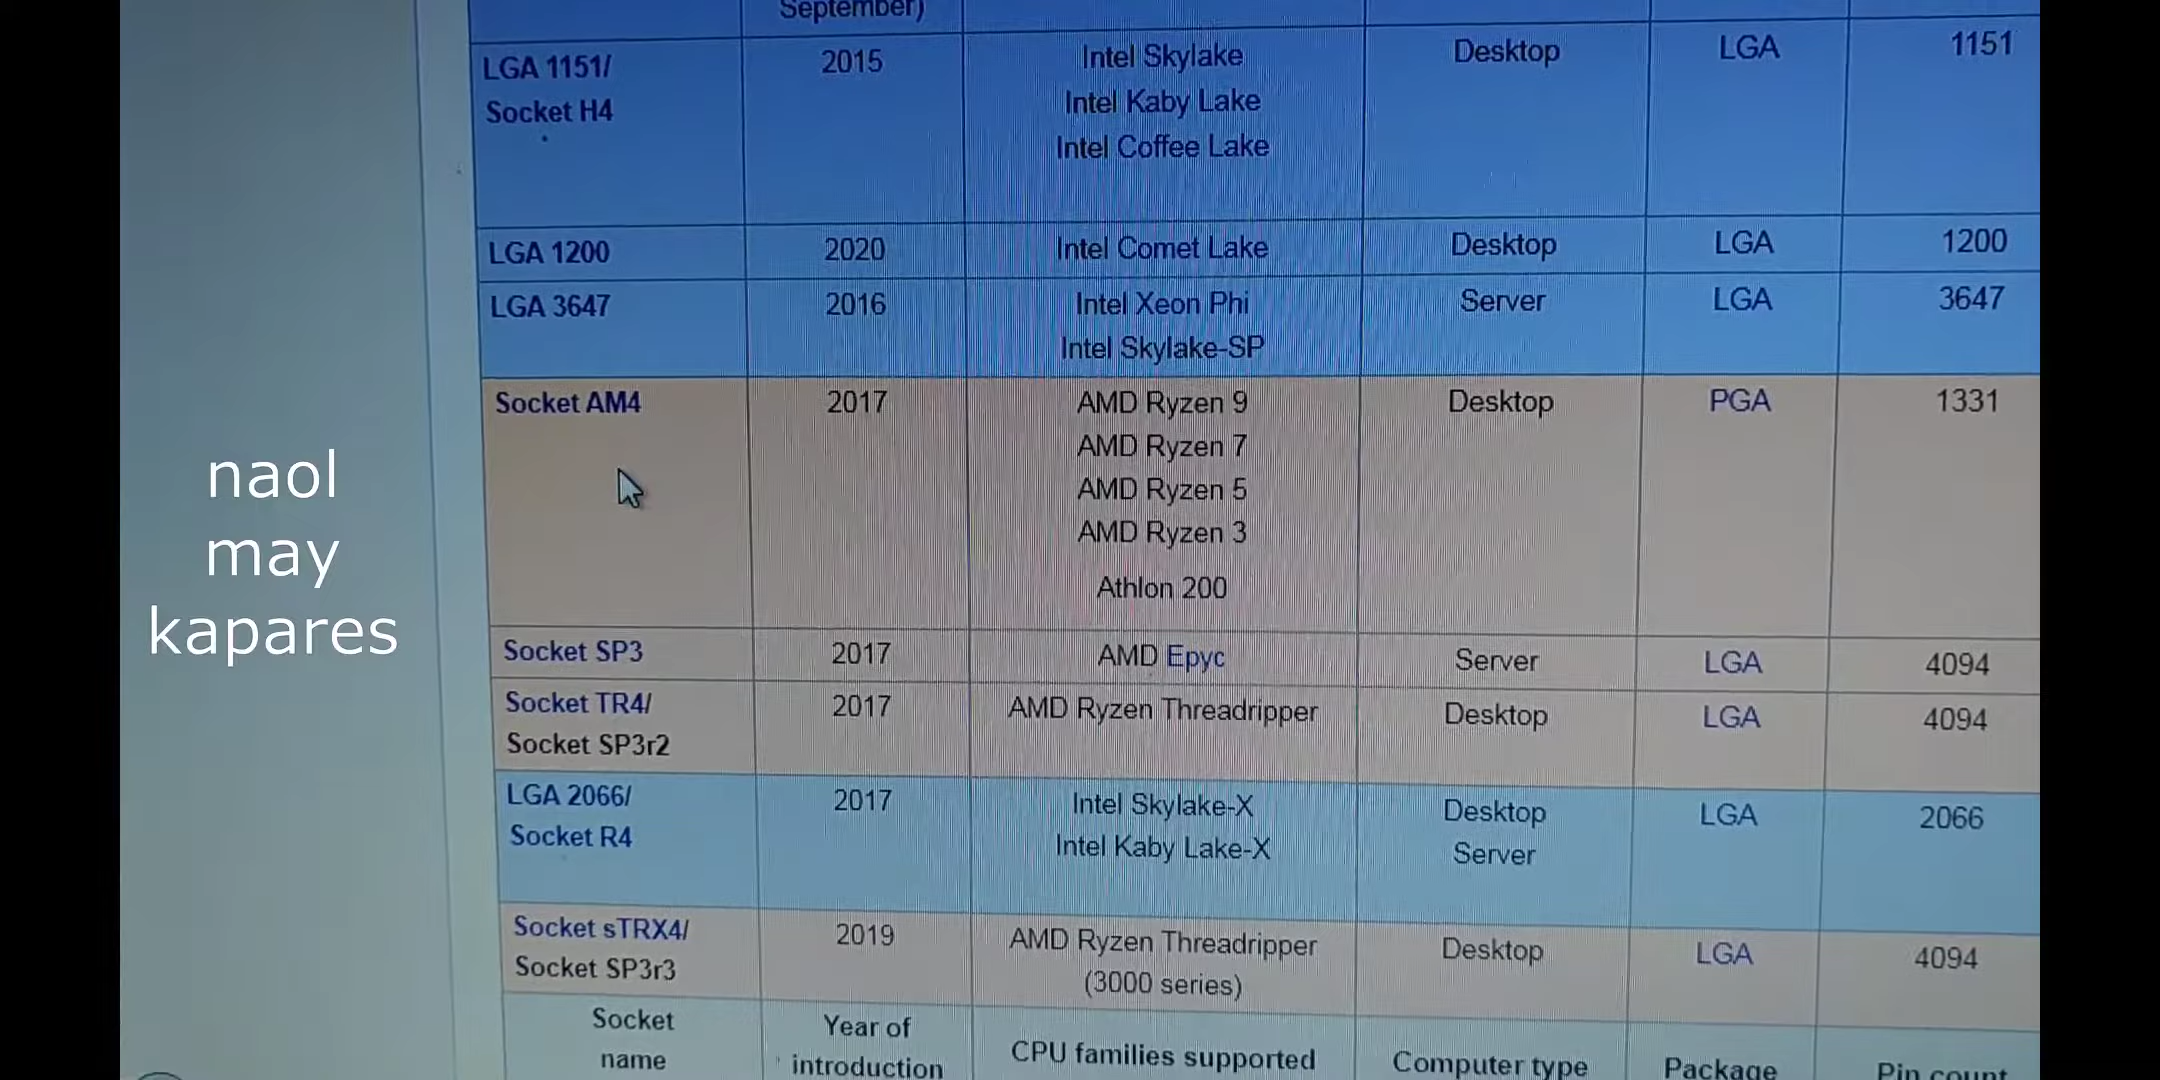 September)
LGA 1151/ 2015 Intel Skylake Desktop LGA 1151
Socket H4 Intel Kaby Lake
Intel Coffee Lake
LGA 1200 2020 Intel Comet Lake Desktop LGA 1200
LGA 3647 2016 Intel Xeon Phi Server LGA 3647
Intel Skylake-SP
Socket AM4 2017 AMD Ryzen 9 Desktop PGA 1331
AMD Ryzen 7
AMD Ryzen 5
AMD Ryzen 3
Athlon 200
Socket SP3 2017 AMD Epyc Server LGA 4094
Socket TR4/ 2017 AMD Ryzen Threadripper Desktop LGA 4094
Socket SP3r2
LGA 2066/ 2017 Intel Skylake-X Desktop LGA 2066
Socket R4 Intel Kaby Lake-X Server
Socket sTRX4/ 2019 AMD Ryzen Threadripper Desktop LGA 4094
Socket SP3r3 (3000 series)
Socket Year of CPU families supported Computer type Package Pin count
name introduction
naol
may
kapares